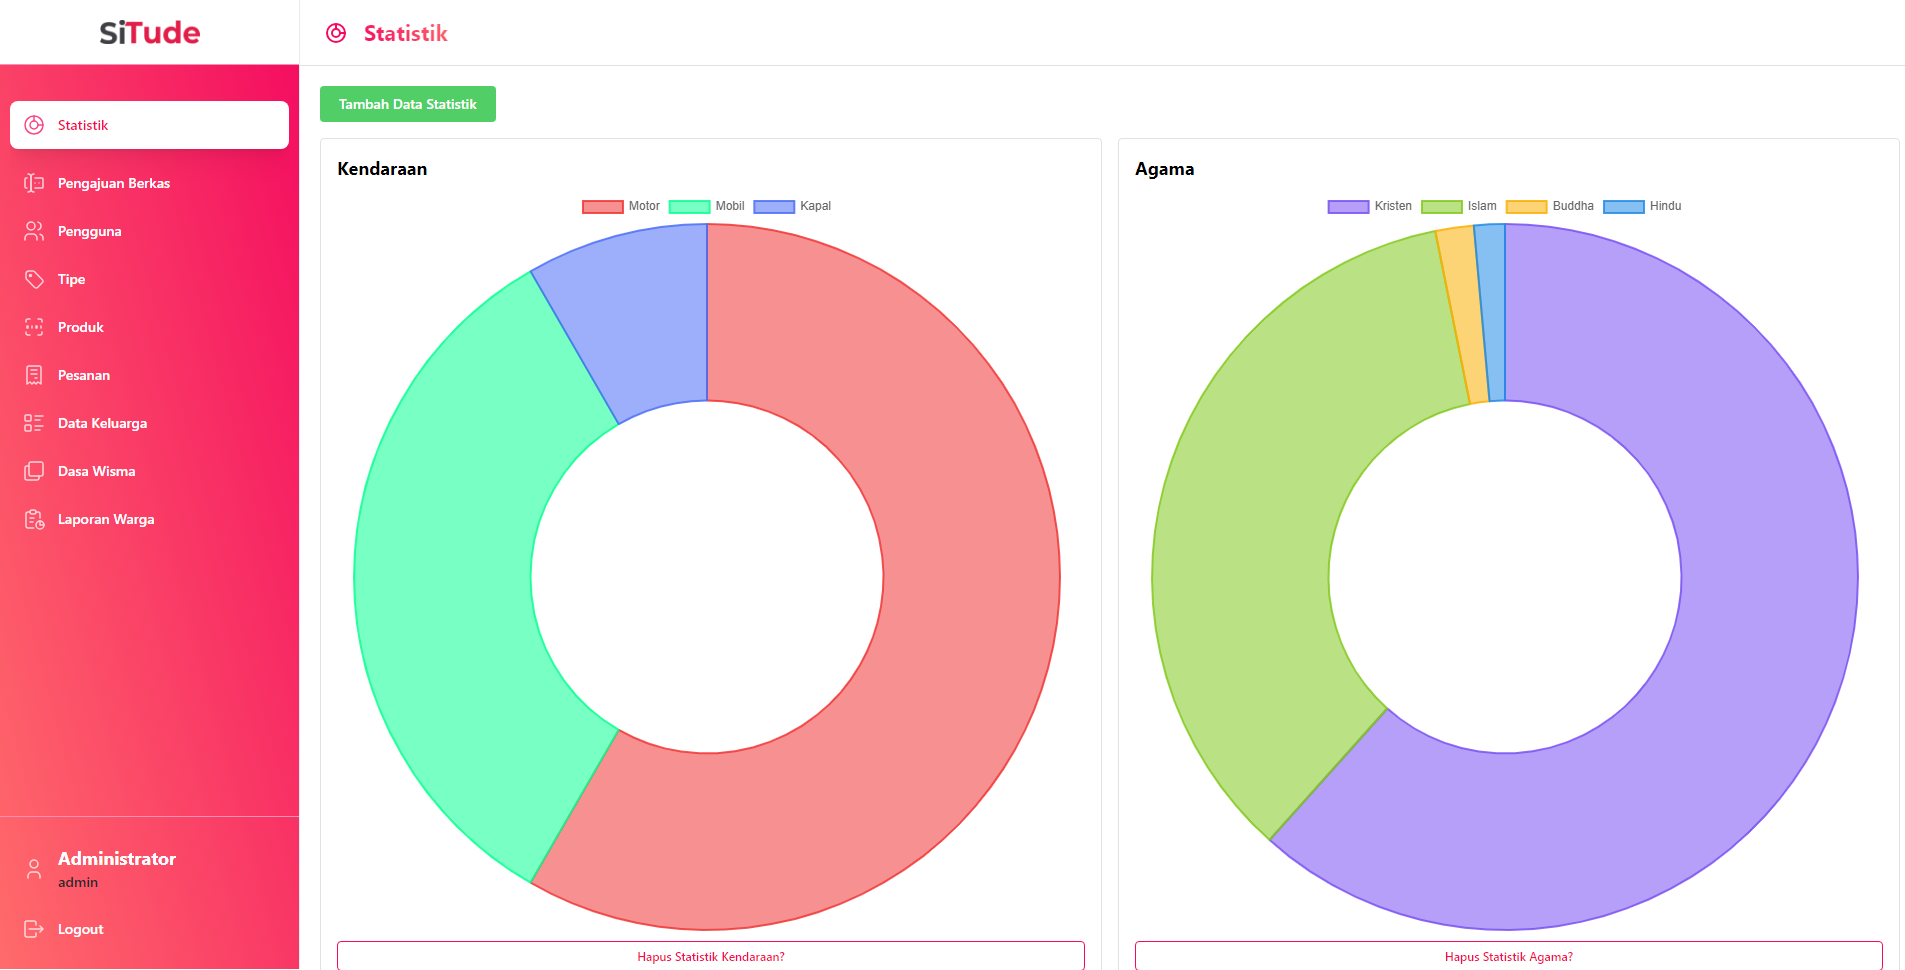 SiTude
Statistik
Statistik
Pengajuan Berkas
Pengguna
Tipe
Produk
Pesanan
Data Keluarga
Dasa Wisma
Laporan Warga
Administrator
admin
Logout
Tambah Data Statistik
Kendaraan
Motor Mobil Kapal
Hapus Statistik Kendaraan?
Agama
Kristen Islam Buddha Hindu
Hapus Statistik Agama?